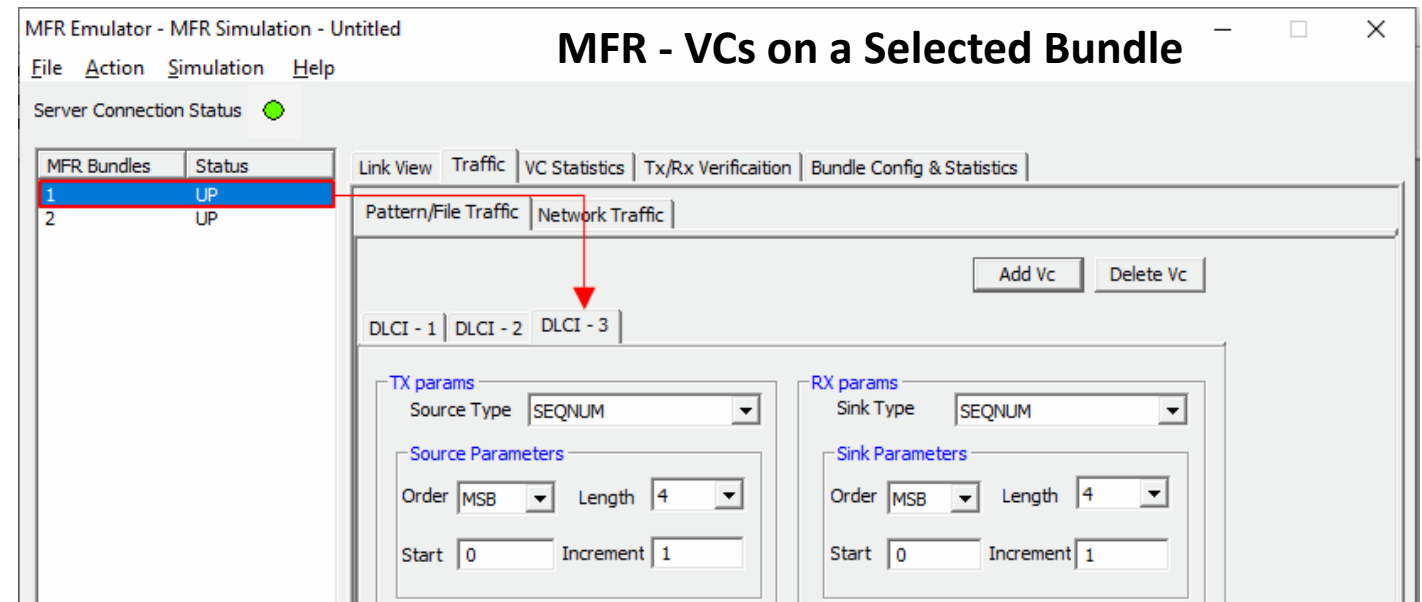 MFR Emulator - MFR Simulation - Untitled
MFR - VCs on a Selected Bundle
File Action Simulation Help
Server Connection Status
MFR Bundles Status
1 UP
2 UP
Link View Traffic VC Statistics Tx/Rx Verificaition Bundle Config & Statistics
Pattern/File Traffic Network Traffic
Add Vc Delete Vc
DLCI - 1 DLCI - 2 DLCI - 3
TX params
Source Type SEQNUM
Source Parameters
Order MSB Length 4
Start 0 Increment 1
RX params
Sink Type SEQNUM
Sink Parameters
Order MSB Length 4
Start 0 Increment 1